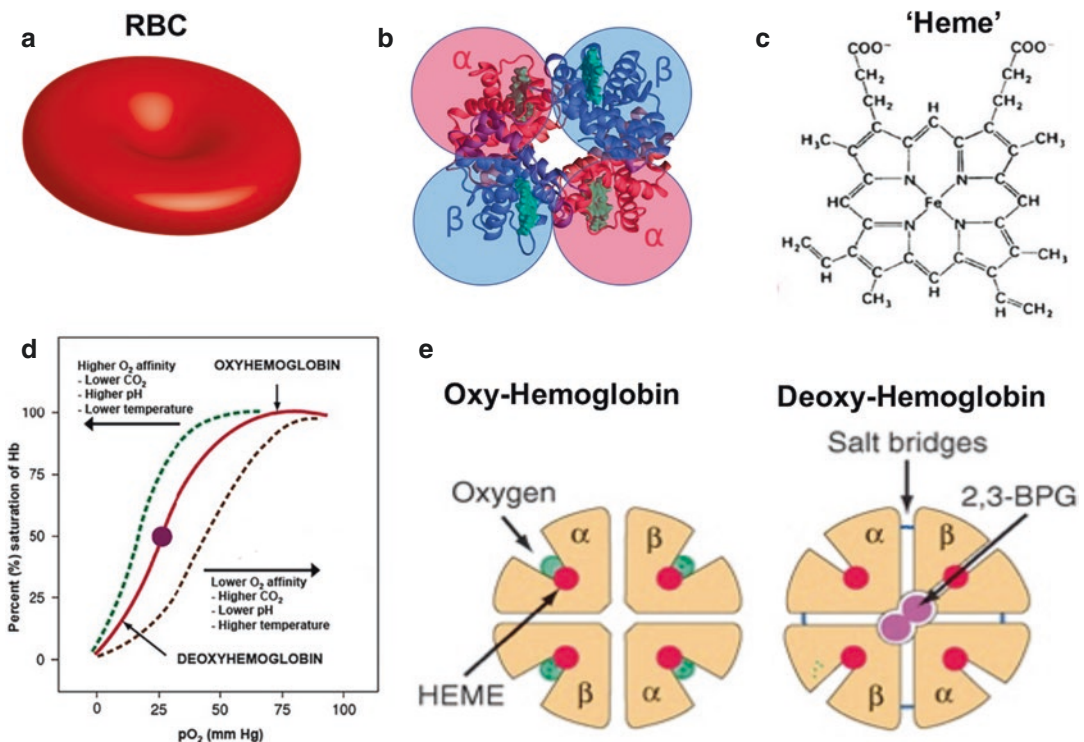 a
RBC
b
α
β
β
α
c
'Heme'
COO⁻
COO⁻
CH₂
CH₂
CH₂
CH₂
H
H₃C
CH₃
N
N
HC
Fe
CH
N
N
H₂C
C
H
CH₃
CH₃
C
H
C
H
CH₂
d
Higher O₂ affinity
- Lower CO₂
- Higher pH
- Lower temperature
OXYHEMOGLOBIN
100
75
50
25
0
Percent (%) saturation of Hb
Lower O₂ affinity
- Higher CO₂
- Lower pH
- Higher temperature
DEOXYHEMOGLOBIN
0
25
50
75
100
pO₂ (mm Hg)
e
Oxy-Hemoglobin
Oxygen
α
β
β
α
HEME
Deoxy-Hemoglobin
Salt bridges
2,3-BPG
α
β
β
α